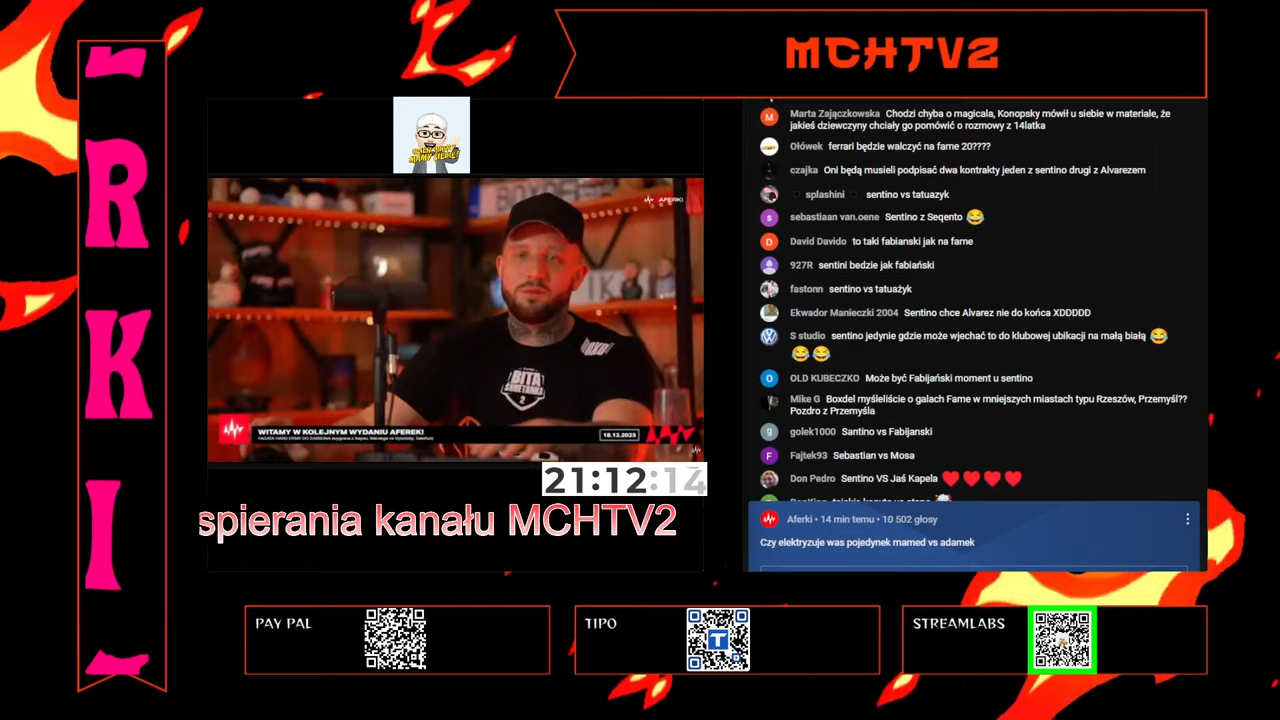 MCHTV2
RKI
MAMY CIEBIE!
AFERKI
BITA
ŚMIETANKA
2
WITAMY W KOLEJNYM WYDANIU AFEREK!
18.12.2023
21:12:14
spierania kanału MCHTV2
Marta Zajączkowska Chodzi chyba o magicala, Konopsky mówił u siebie w materiale, że
jakieś dziewczyny chciały go pomówić o rozmowy z 14latka
Ołówek ferrari będzie walczyć na fame 20????
czajka Oni będą musieli podpisać dwa kontrakty jeden z sentino drugi z Alvarezem
splashini sentino vs tatuazyk
sebastiaan van.oene Sentino z Seqento 😂
David Davido to taki fabianski jak na fame
927R sentini bedzie jak fabiański
fastonn sentino vs tatuażyk
Ekwador Manieczki 2004 Sentino chce Alvarez nie do końca XDDDDD
S studio sentino jedynie gdzie może wjechać to do klubowej ubikacji na małą białą 😂
😂😂
OLD KUBECZKO Może być Fabijański moment u sentino
Mike G Boxdel myśleliście o galach Fame w mniejszych miastach typu Rzeszów, Przemyśl??
Pozdro z Przemyśla
golek1000 Santino vs Fabijanski
Fajtek93 Sebastian vs Mosa
Don Pedro Sentino VS Jaś Kapela ❤❤❤❤
Aferki • 14 min temu • 10 502 głosy
Czy elektryzuje was pojedynek mamed vs adamek
PAY PAL
TIPO
T
STREAMLABS